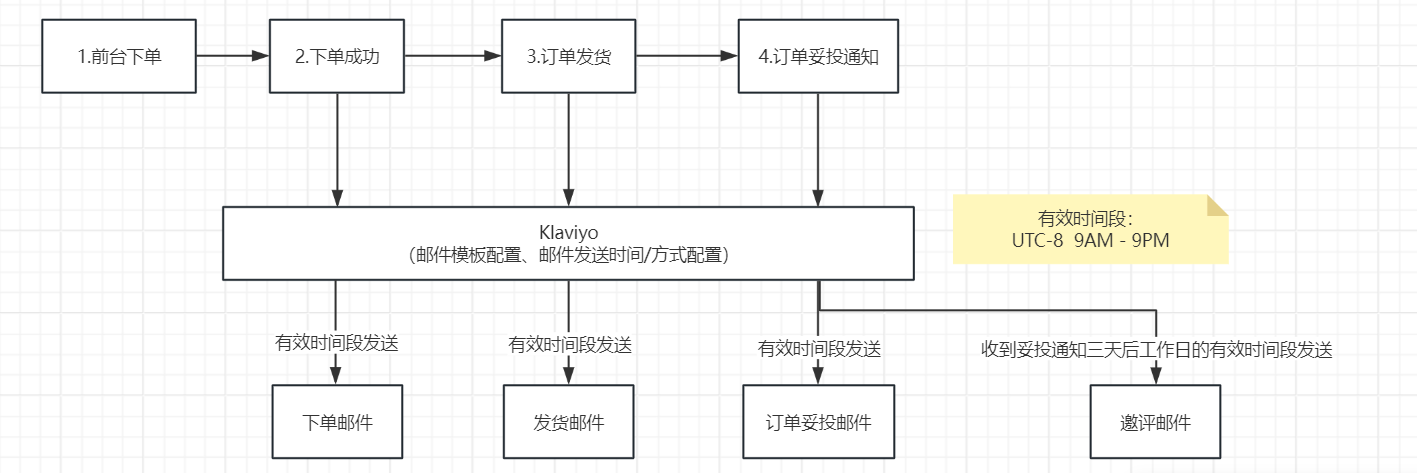 1.前台下单
2.下单成功
3.订单发货
4.订单妥投通知
Klaviyo
（邮件模板配置、邮件发送时间/方式配置）
有效时间段：
UTC-8 9AM - 9PM
有效时间段发送
有效时间段发送
有效时间段发送
收到妥投通知三天后工作日的有效时间段发送
下单邮件
发货邮件
订单妥投邮件
邀评邮件